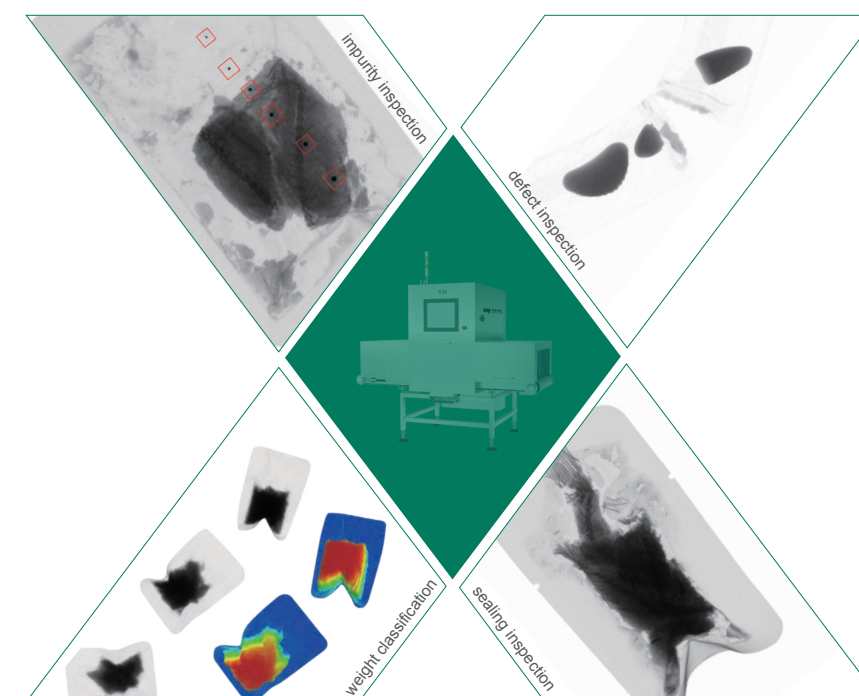 impurity inspection
defect inspection
weight classification
sealing inspection